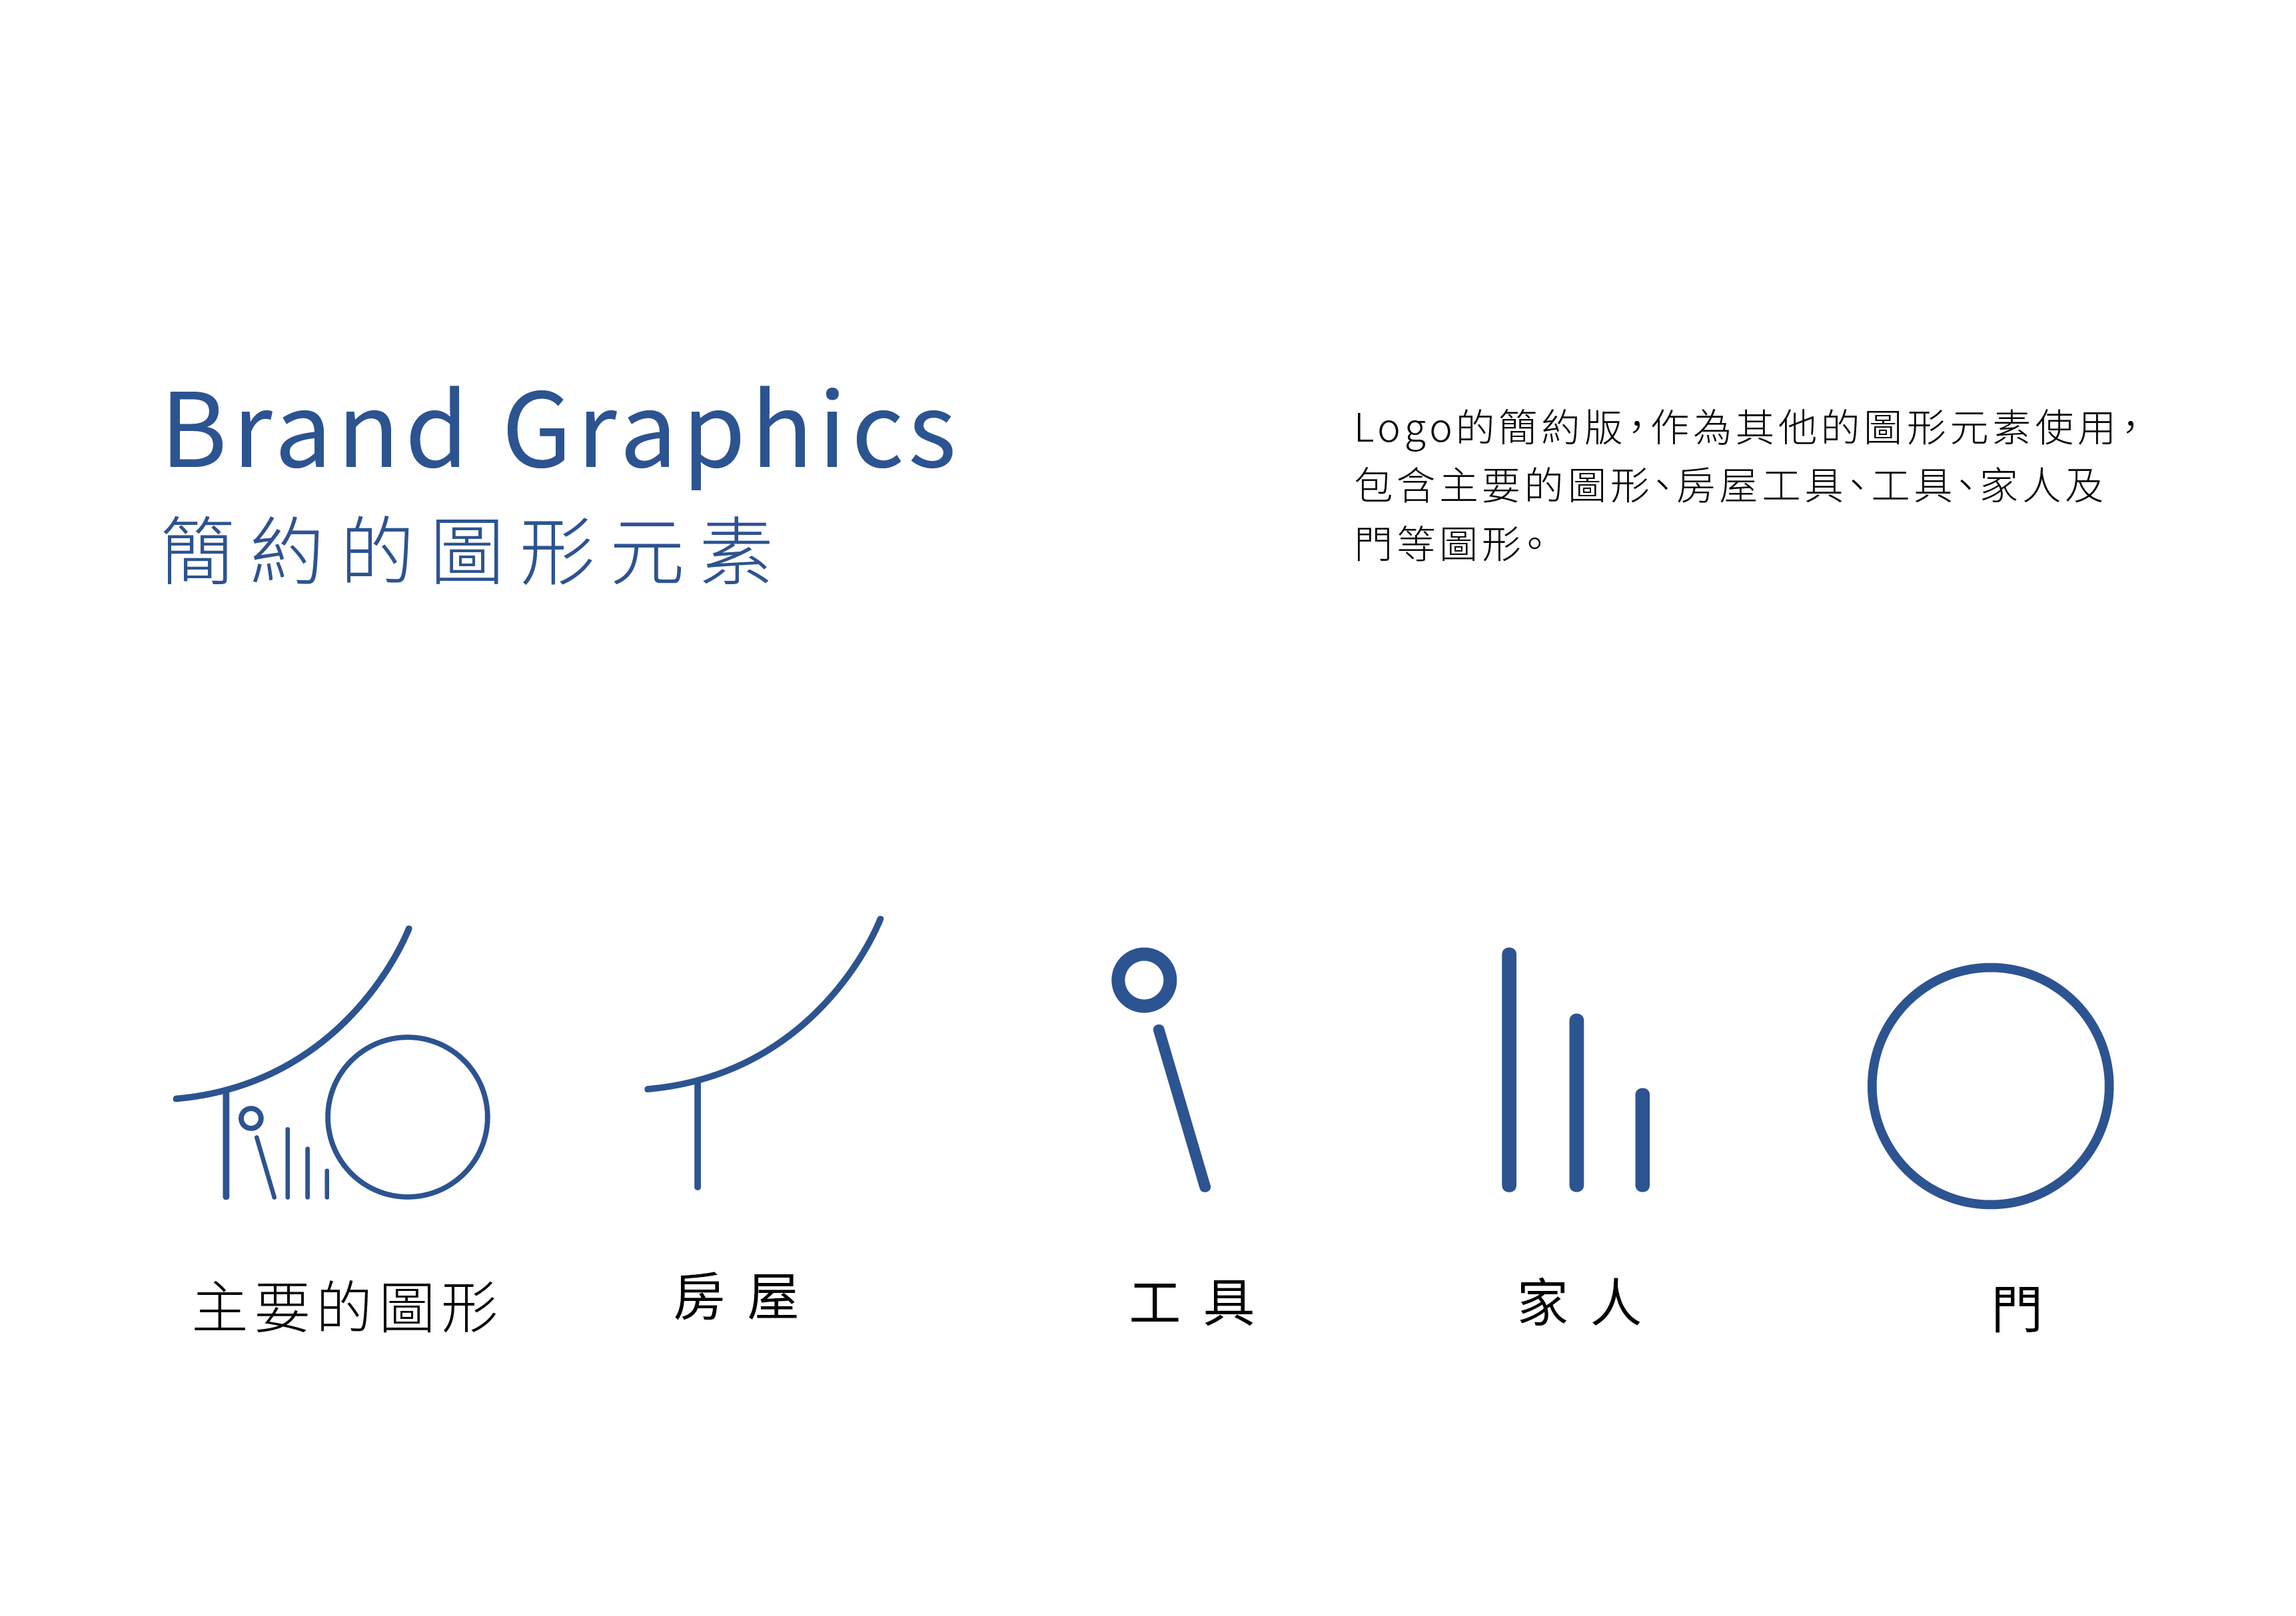 Brand Graphics
簡約的圖形元素
Logo的簡約版，作為其他的圖形元素使用，
包含主要的圖形、房屋工具、工具、家人及
門等圖形。
主要的圖形
房屋
工具
家人
門